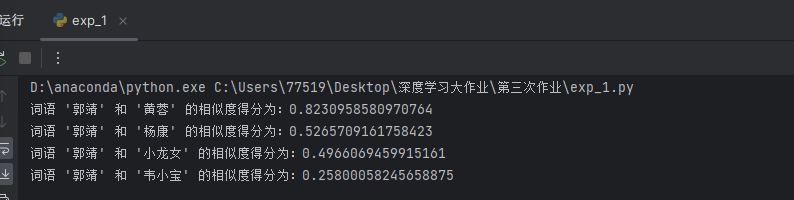 运行
exp_1
D:\anaconda\python.exe C:\Users\77519\Desktop\深度学习大作业\第三次作业\exp_1.py
词语 '郭靖' 和 '黄蓉' 的相似度得分为: 0.8230958580970764
词语 '郭靖' 和 '杨康' 的相似度得分为: 0.5265709161758423
词语 '郭靖' 和 '小龙女' 的相似度得分为: 0.4966069459915161
词语 '郭靖' 和 '韦小宝' 的相似度得分为: 0.25800058245658875